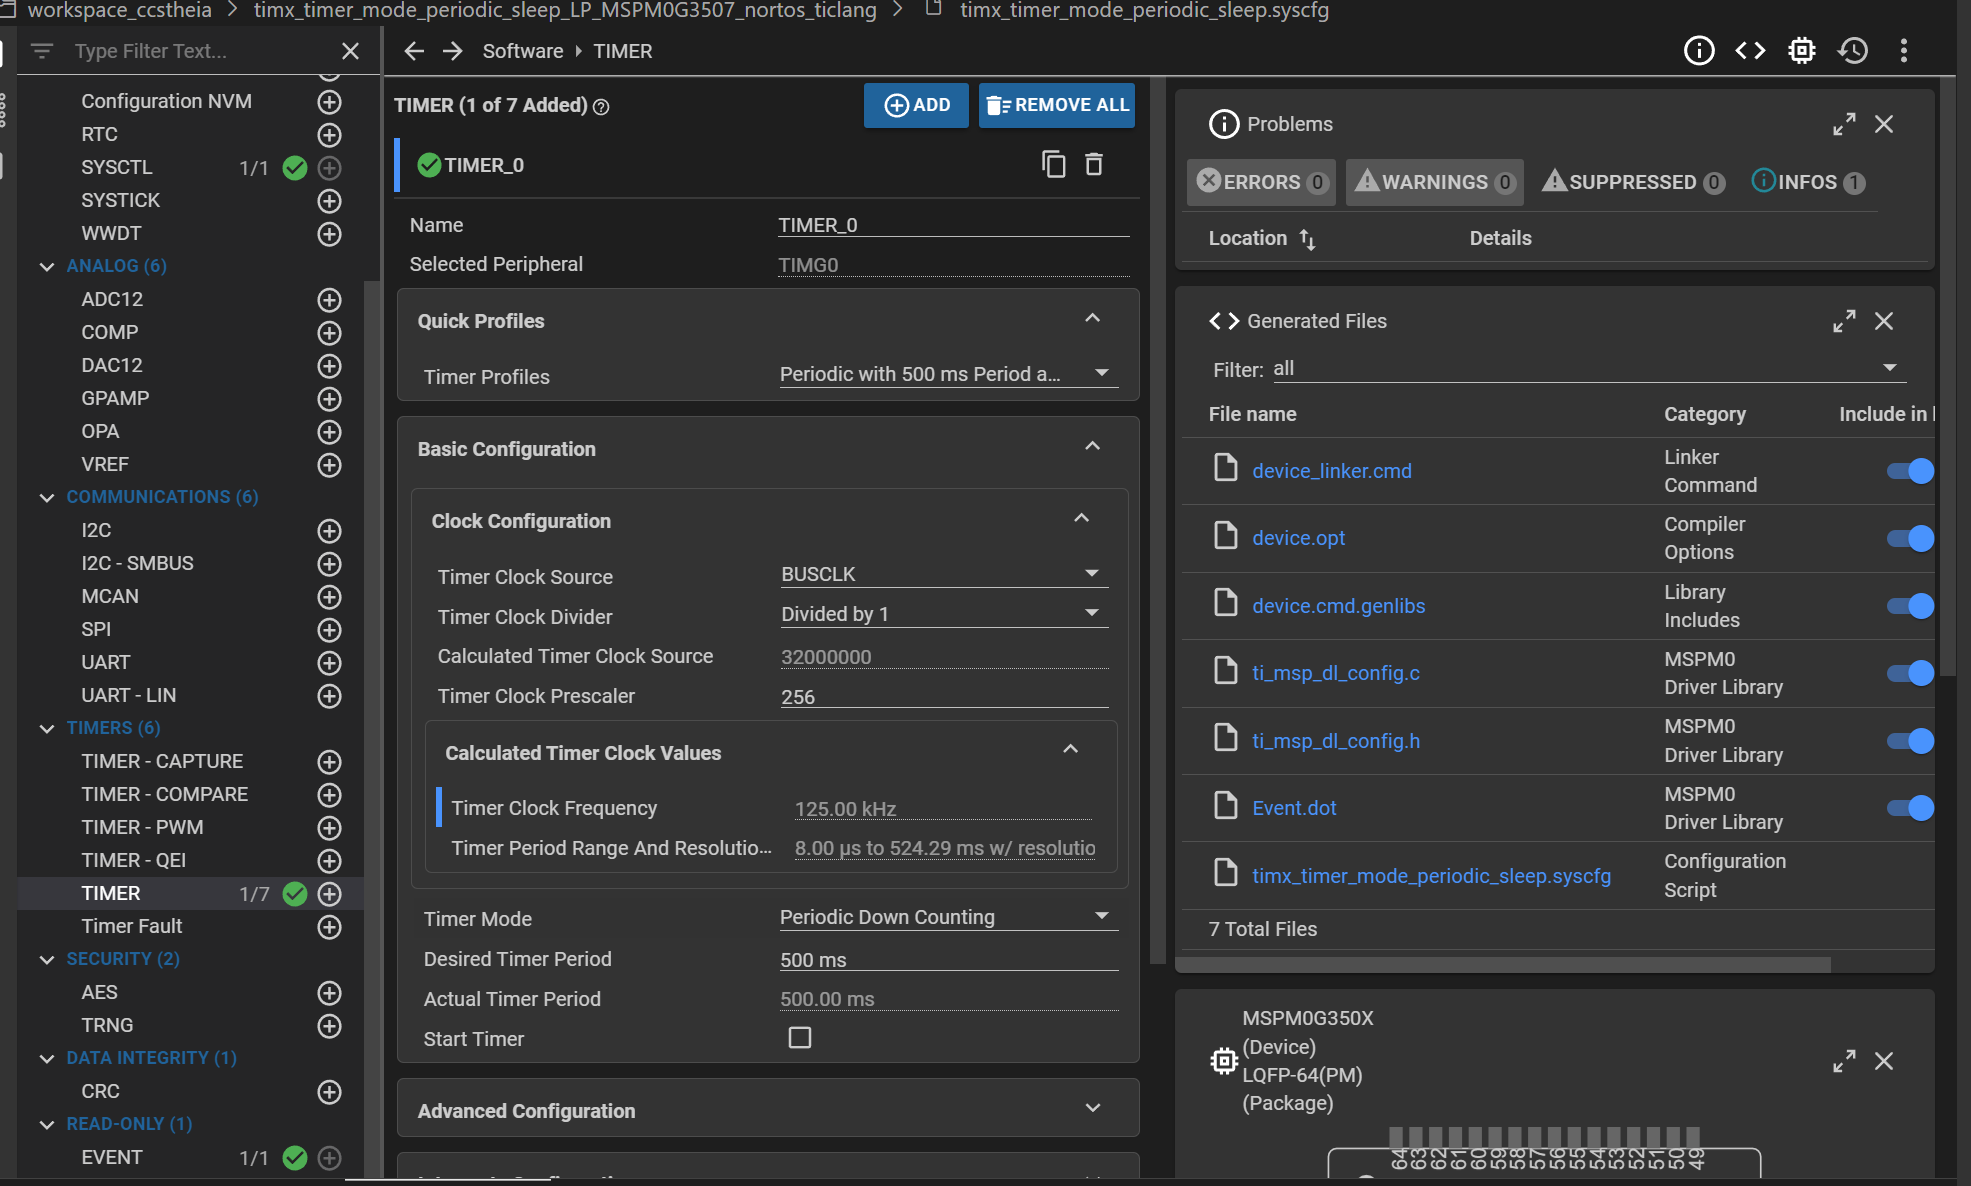 workspace_ccstheia > timx_timer_mode_periodic_sleep_LP_MSPM0G3507_nortos_ticlang > timx_timer_mode_periodic_sleep.syscfg
Type Filter Text...
Configuration NVM
RTC
SYSCTL 1/1
SYSTICK
WWDT
ANALOG (6)
ADC12
COMP
DAC12
GPAMP
OPA
VREF
COMMUNICATIONS (6)
I2C
I2C - SMBUS
MCAN
SPI
UART
UART - LIN
TIMERS (6)
TIMER - CAPTURE
TIMER - COMPARE
TIMER - PWM
TIMER - QEI
TIMER 1/7
Timer Fault
SECURITY (2)
AES
TRNG
DATA INTEGRITY (1)
CRC
READ-ONLY (1)
EVENT 1/1
Software TIMER
TIMER (1 of 7 Added)
ADD
REMOVE ALL
TIMER_0
Name TIMER_0
Selected Peripheral TIMG0
Quick Profiles
Timer Profiles Periodic with 500 ms Period a...
Basic Configuration
Clock Configuration
Timer Clock Source BUSCLK
Timer Clock Divider Divided by 1
Calculated Timer Clock Source 32000000
Timer Clock Prescaler 256
Calculated Timer Clock Values
Timer Clock Frequency 125.00 kHz
Timer Period Range And Resolutio... 8.00 µs to 524.29 ms w/ resolutio
Timer Mode Periodic Down Counting
Desired Timer Period 500 ms
Actual Timer Period 500.00 ms
Start Timer
Advanced Configuration
Problems
ERRORS 0 WARNINGS 0 SUPPRESSED 0 INFOS 1
Location Details
Generated Files
Filter: all
File name Category Include in
device_linker.cmd Linker Command
device.opt Compiler Options
device.cmd.genlibs Library Includes
ti_msp_dl_config.c MSPM0 Driver Library
ti_msp_dl_config.h MSPM0 Driver Library
Event.dot MSPM0 Driver Library
timx_timer_mode_periodic_sleep.syscfg Configuration Script
7 Total Files
MSPM0G350X
(Device)
LQFP-64(PM)
(Package)
64 63 62 61 60 59 58 57 56 55 54 53 52 51 50 49